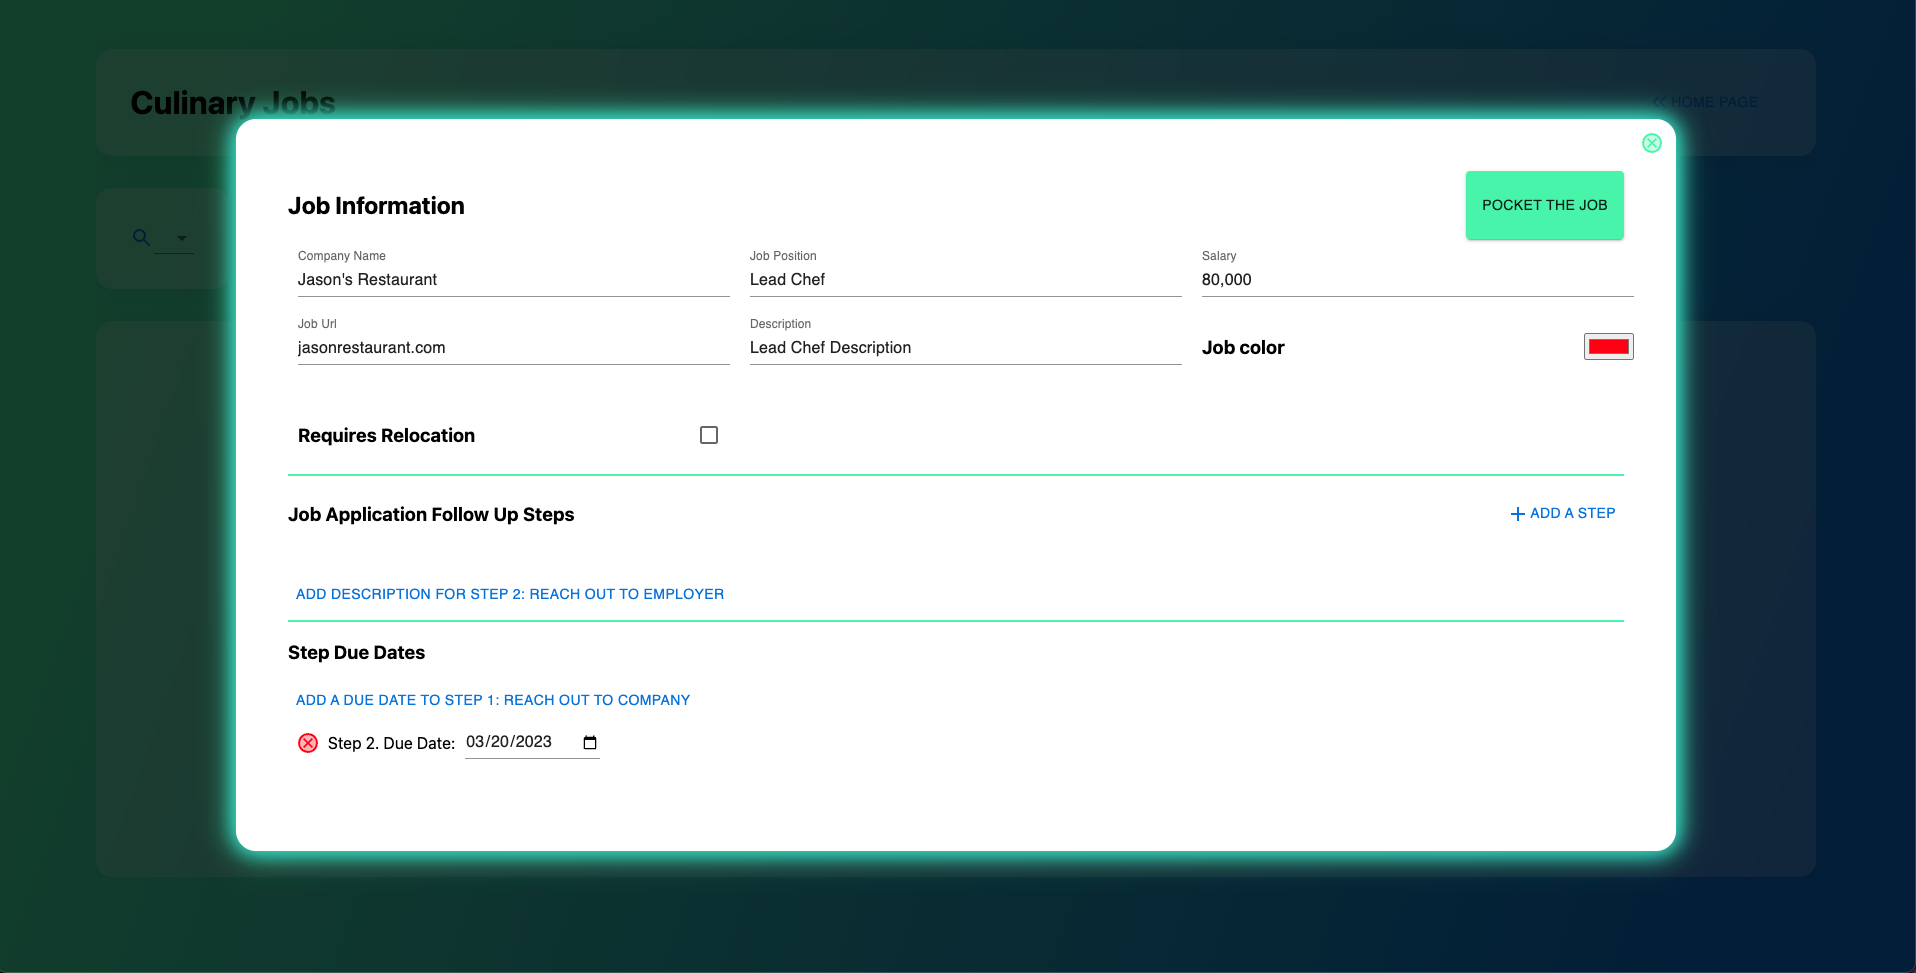 Culinary Jobs
HOME PAGE
Job Information
POCKET THE JOB
Company Name
Jason's Restaurant
Job Position
Lead Chef
Salary
80,000
Job Url
jasonrestaurant.com
Description
Lead Chef Description
Job color
Requires Relocation
Job Application Follow Up Steps
ADD A STEP
ADD DESCRIPTION FOR STEP 2: REACH OUT TO EMPLOYER
Step Due Dates
ADD A DUE DATE TO STEP 1: REACH OUT TO COMPANY
Step 2. Due Date: 03/20/2023